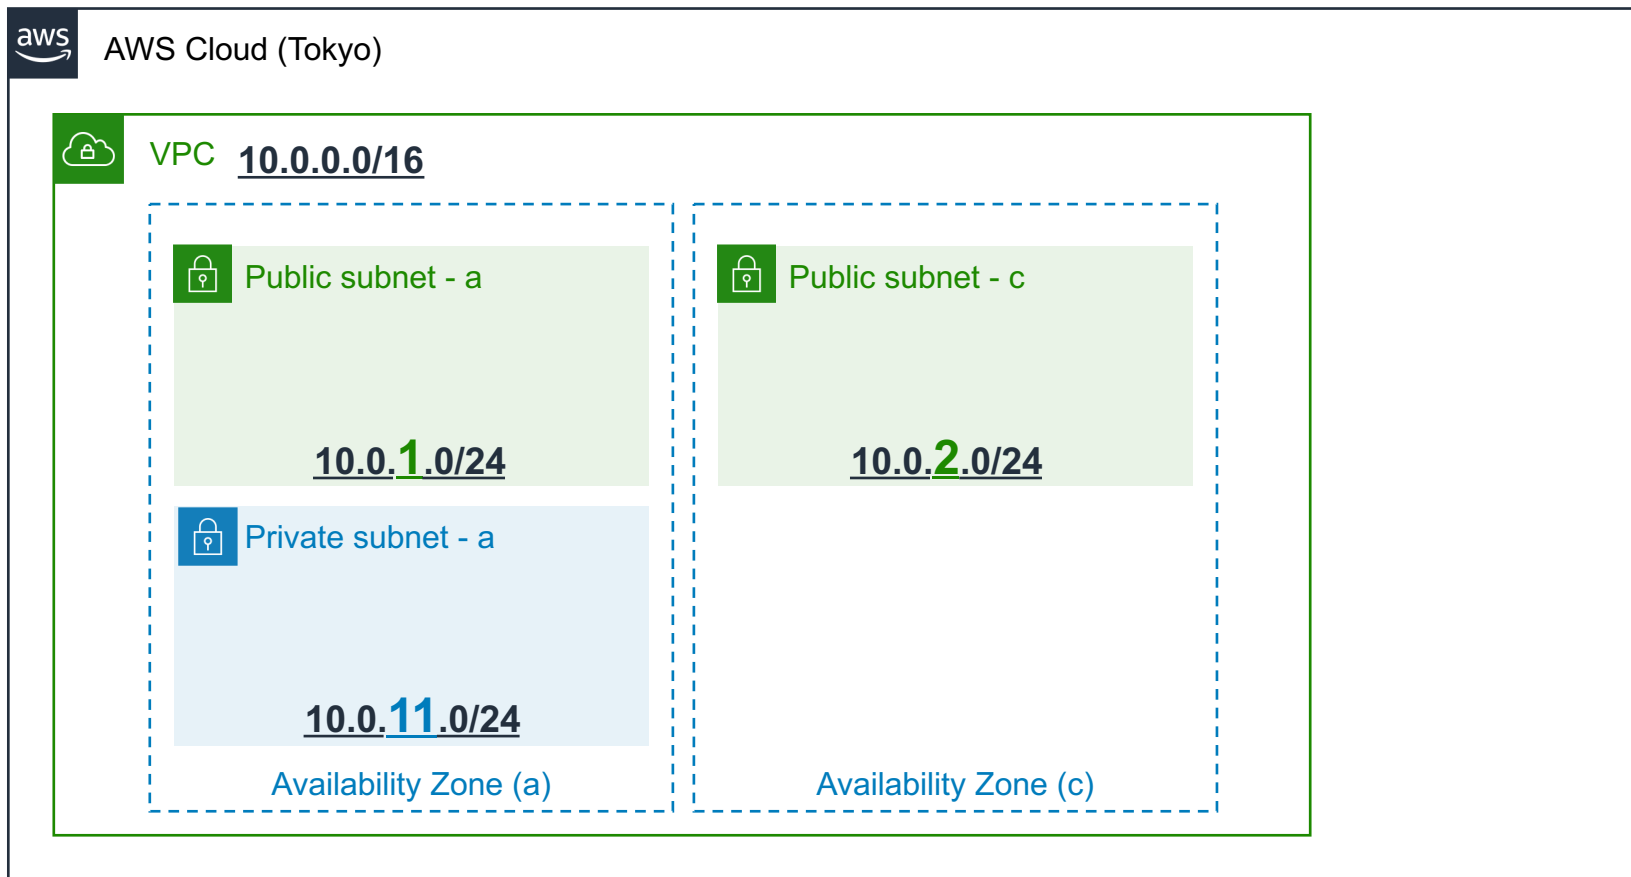 aws
AWS Cloud (Tokyo)
VPC 10.0.0.0/16
Public subnet - a
10.0.1.0/24
Private subnet - a
10.0.11.0/24
Availability Zone (a)
Public subnet - c
10.0.2.0/24
Availability Zone (c)